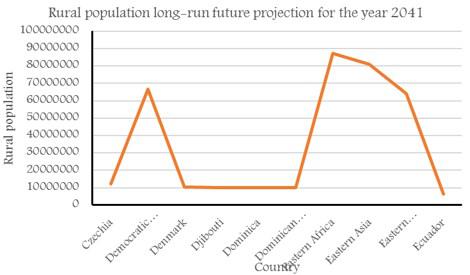 Rural population long-run future projection for the year 2041
100000000
90000000
80000000
70000000
60000000
50000000
40000000
30000000
20000000
10000000
0
Rural population
Czechia
Democratic...
Denmark
Djibouti
Dominica
Dominican...
Eastern Africa
Eastern Asia
Eastern...
Ecuador
Country